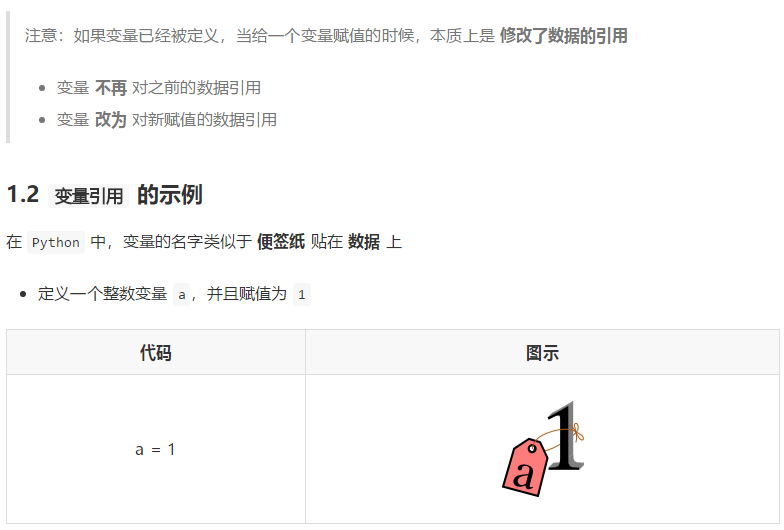 注意：如果变量已经被定义，当给一个变量赋值的时候，本质上是 修改了数据的引用
• 变量 不再 对之前的数据引用
• 变量 改为 对新赋值的数据引用
1.2 变量引用 的示例
在 Python 中，变量的名字类似于 便签纸 贴在 数据 上
• 定义一个整数变量 a，并且赋值为 1
代码 图示
a = 1
1
a